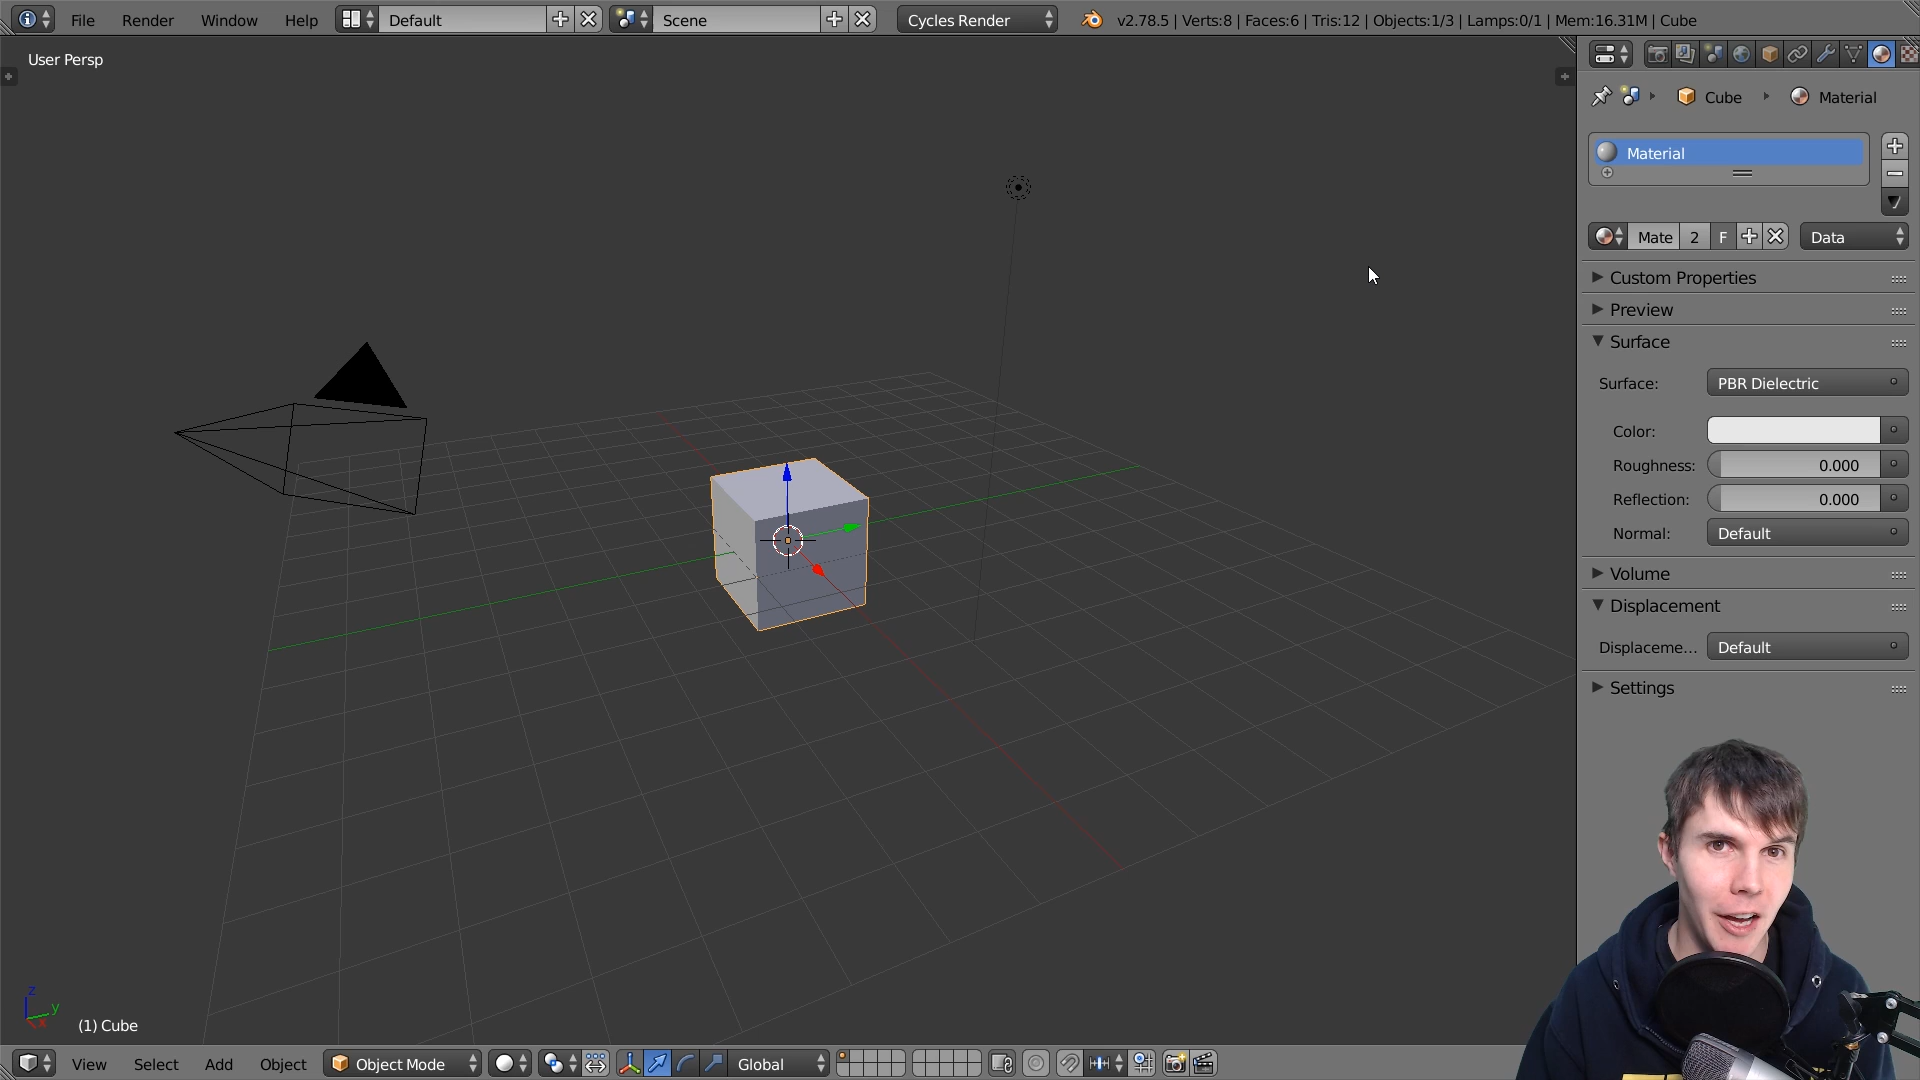 File Render Window Help Default Scene Cycles Render v2.78.5 | Verts:8 | Faces:6 | Tris:12 | Objects:1/3 | Lamps:0/1 | Mem:16.31M | Cube
User Persp
Cube Material
Material
Mate 2 F Data
Custom Properties
Preview
Surface
Surface: PBR Dielectric
Color:
Roughness: 0.000
Reflection: 0.000
Normal: Default
Volume
Displacement
Displaceme... Default
Settings
z
y
x
(1) Cube
View Select Add Object Object Mode Global